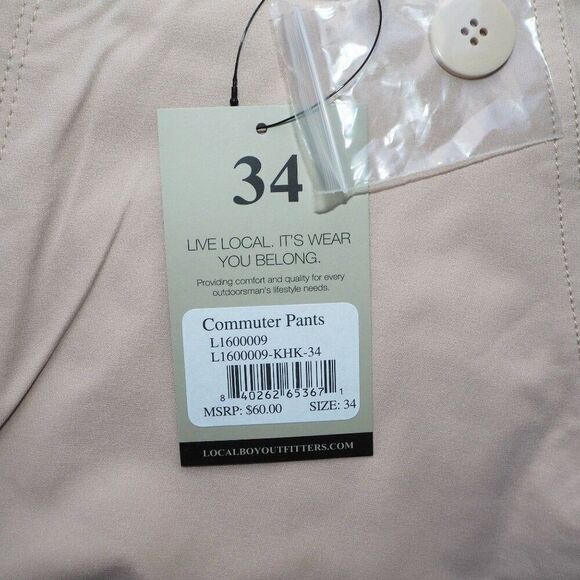 34
LIVE LOCAL. IT'S WEAR
YOU BELONG.
Providing comfort and quality for every
outdoorsman's lifestyle needs.
Commuter Pants
L1600009
L1600009-KHK-34
8 40262 65367 1
MSRP: $60.00 SIZE: 34
LOCALBOYOUTFITTERS.COM